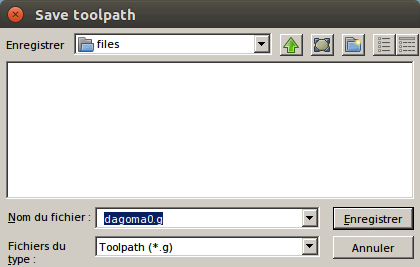 Save toolpath
Enregistrer files
Nom du fichier : dagoma0.g Enregistrer
Fichiers du type : Toolpath (*.g) Annuler